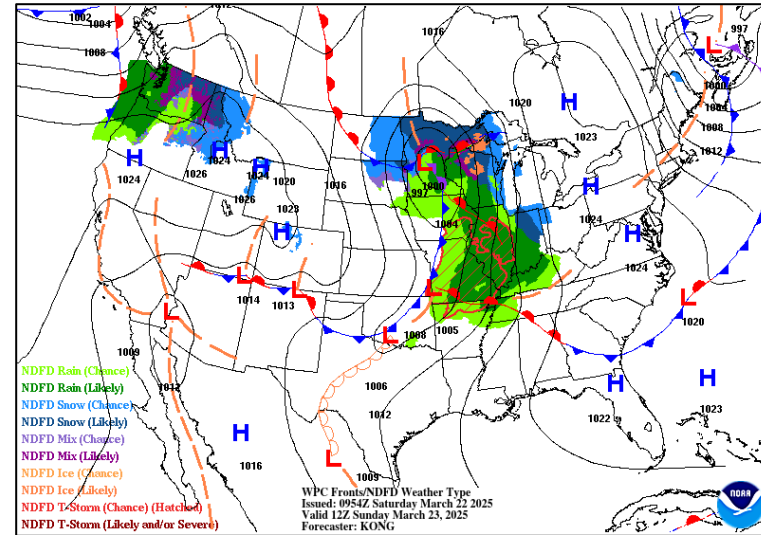 1002
1004
1008
1012
997
1000
1004
1008
1012
1020
H
1023
L
H
1024
H
1024
1026
H
1024
1020
1026
1023
H
1016
L
1000
997
1004
H
1024
H
1024
L
1014
L
1013
L
L
1005
L
1008
L
1020
1009
1012
1006
1012
H
1016
L
1009
H
1022
H
1023
NDFD Rain (Chance)
NDFD Rain (Likely)
NDFD Snow (Chance)
NDFD Snow (Likely)
NDFD Mix (Chance)
NDFD Mix (Likely)
NDFD Ice (Chance)
NDFD Ice (Likely)
NDFD T-Storm (Chance) (Hatched)
NDFD T-Storm (Likely and/or Severe)
WPC Fronts/NDFD Weather Type
Issued: 0954Z Saturday March 22 2025
Valid 12Z Sunday March 23, 2025
Forecaster: KONG
NOAA